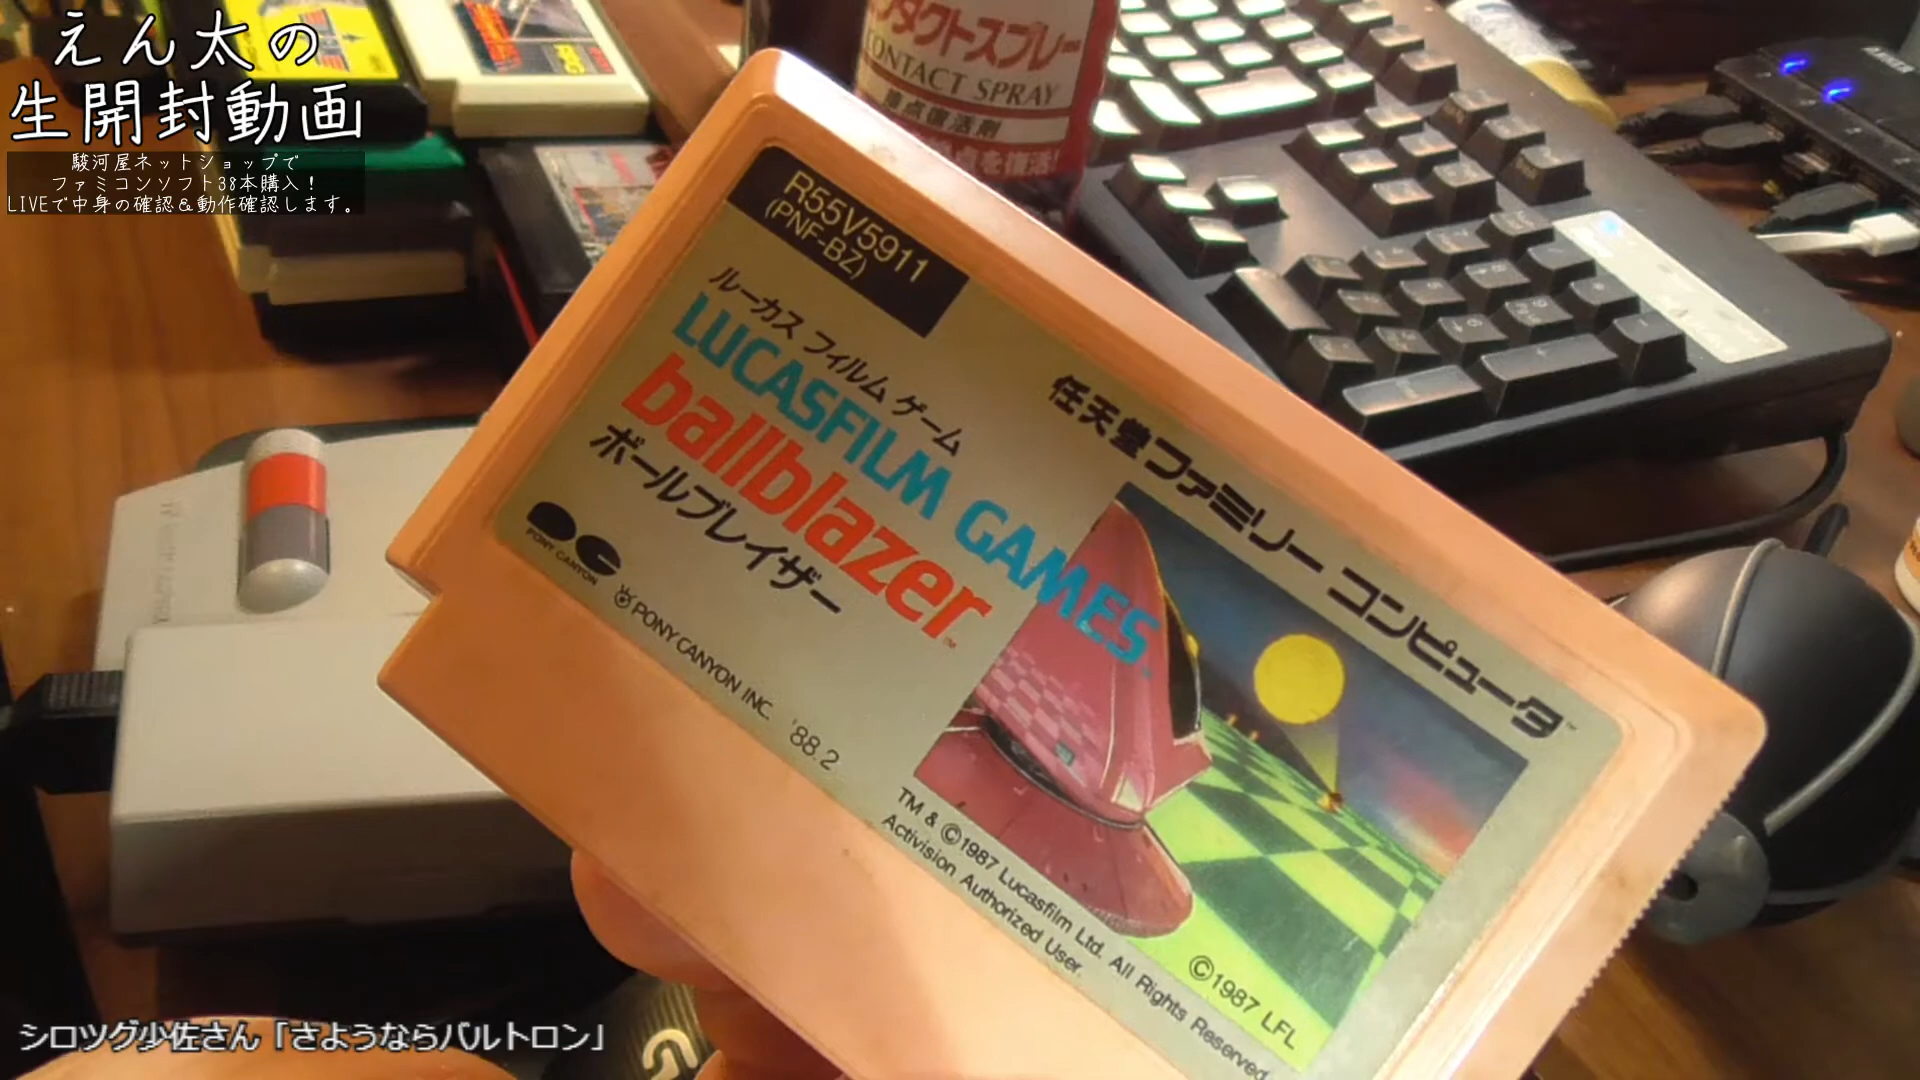 えん太の
生開封動画
駿河屋ネットショップで
ファミコンソフト38本購入!
LIVEで中身の確認&動作確認します。
CONTACT SPRAY
接点復活剤
R55V5911
(PNF-BZ)
ルーカス フィルム ゲーム
LUCASFILM GAMES™
ballblazer™
ボールブレイザー
PONY CANYON
PONY CANYON INC. '88.2
任天堂ファミリー コンピュータ™
TM & ©1987 Lucasfilm Ltd. All Rights Reserved
Activision Authorized User.
©1987 LFL
シロツグ少佐さん「さようならバルトロン」